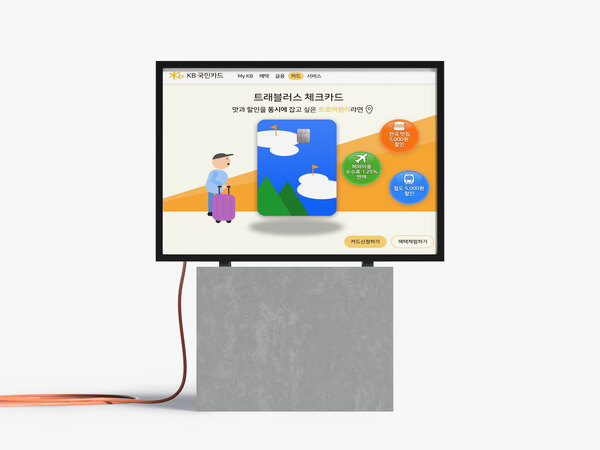 KB 국민카드
My KB 혜택 금융 카드 서비스
트래블러스 체크카드
맛과 할인을 동시에 잡고 싶은 프로여행러라면
전국 맛집
5,000원
할인
해외이용
수수료 1.25%
면제
철도 5,000원
할인
카드신청하기
혜택체험하기